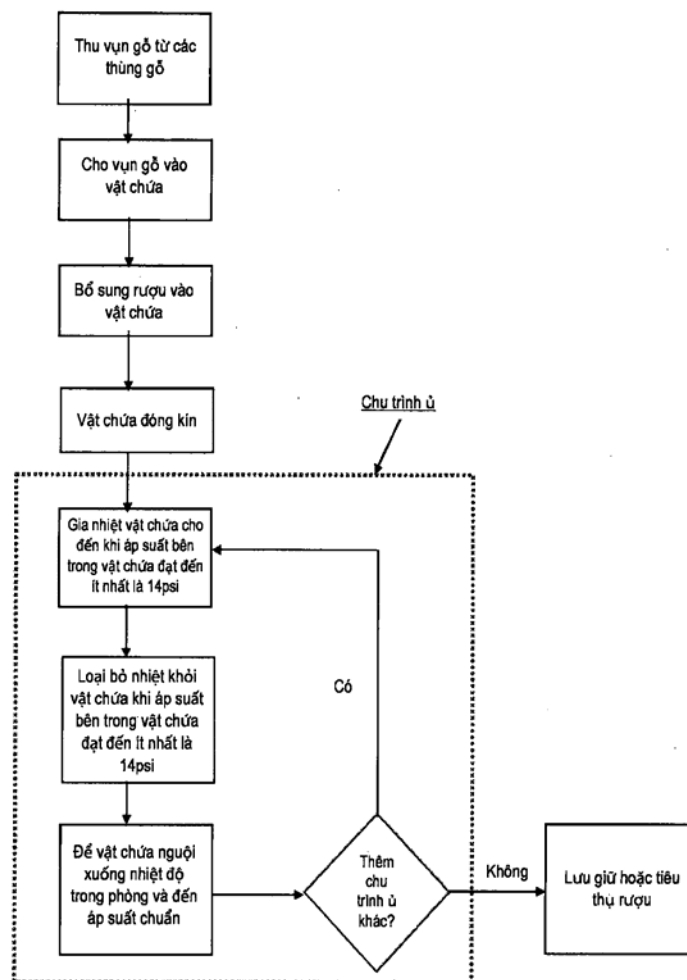 Thu vụn gỗ từ các
thùng gỗ
Cho vụn gỗ vào
vật chứa
Bổ sung rượu vào
vật chứa
Vật chứa đóng kín
Chu trình ủ
Gia nhiệt vật chứa cho
đến khi áp suất bên
trong vật chứa đạt đến
ít nhất là 14psi
Loại bỏ nhiệt khỏi
vật chứa khi áp suất
bên trong vật chứa
đạt đến ít nhất là
14psi
Có
Để vật chứa nguội
xuống nhiệt độ
trong phòng và đến
áp suất chuẩn
Thêm
chu
trình ủ
khác?
Không
Lưu giữ hoặc tiêu
thụ rượu